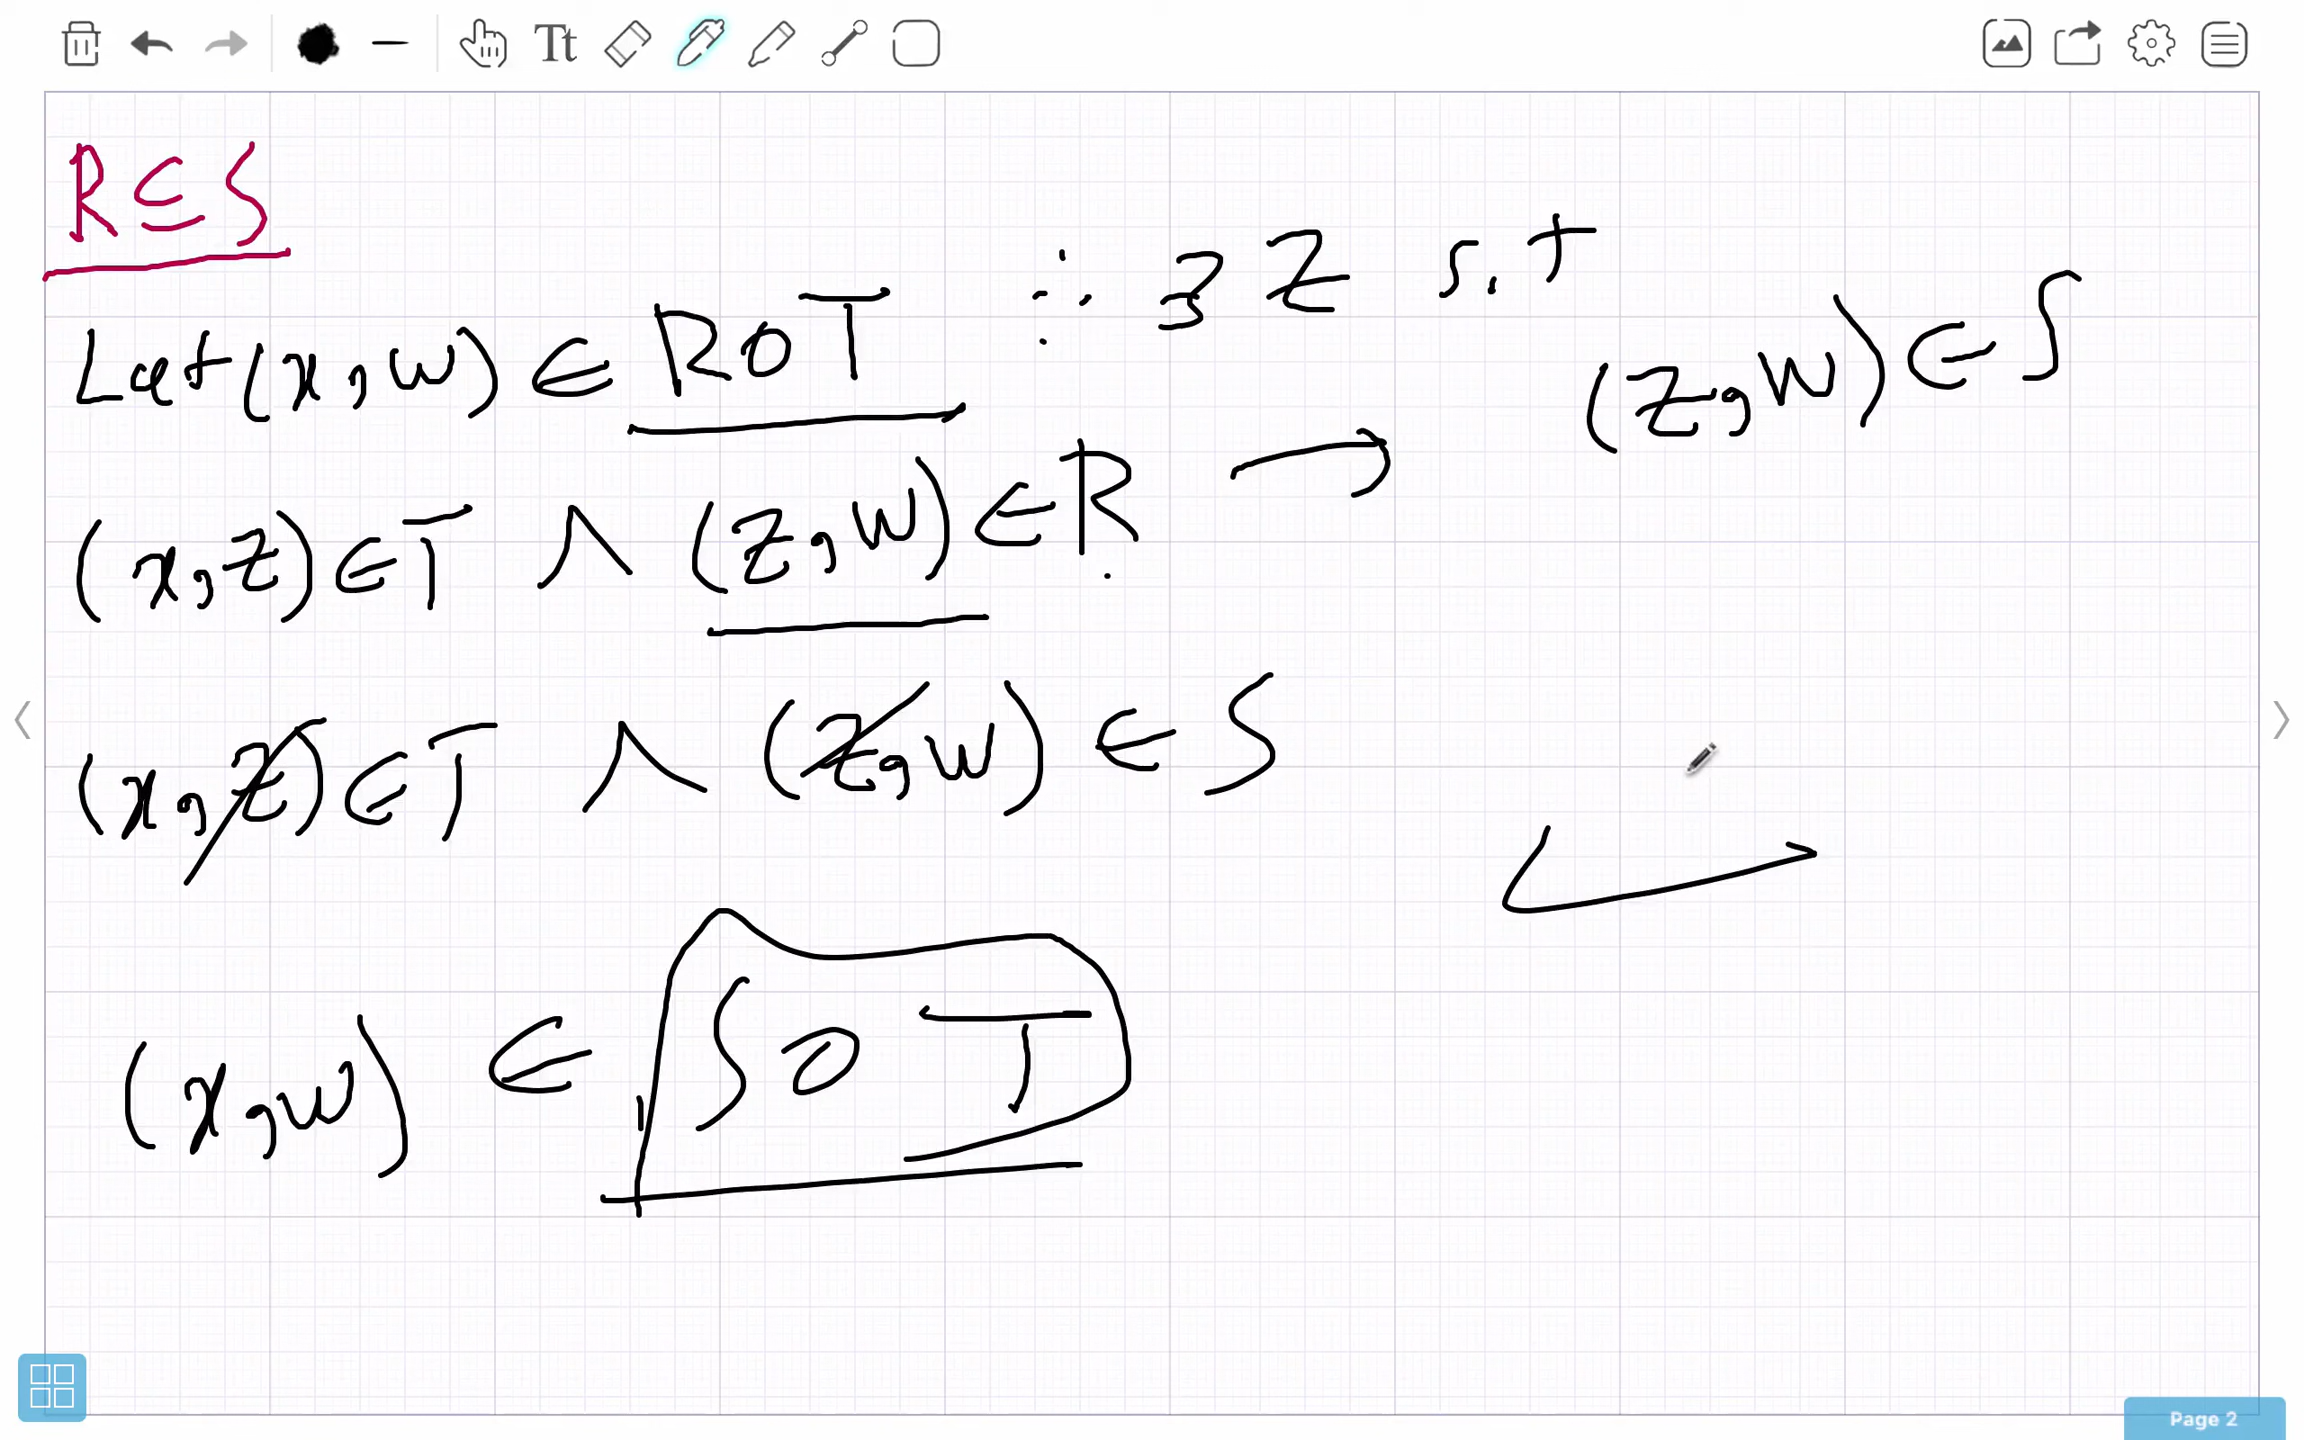 Tt
R ⊆ S
Let (x, w) ∈ R o T ∴ ∃ z s.t
(z, w) ∈ S
(x, z) ∈ T ∧ (z, w) ∈ R →
(x, z) ∈ T ∧ (z, w) ∈ S
(x, w) ∈ S o T
Page 2